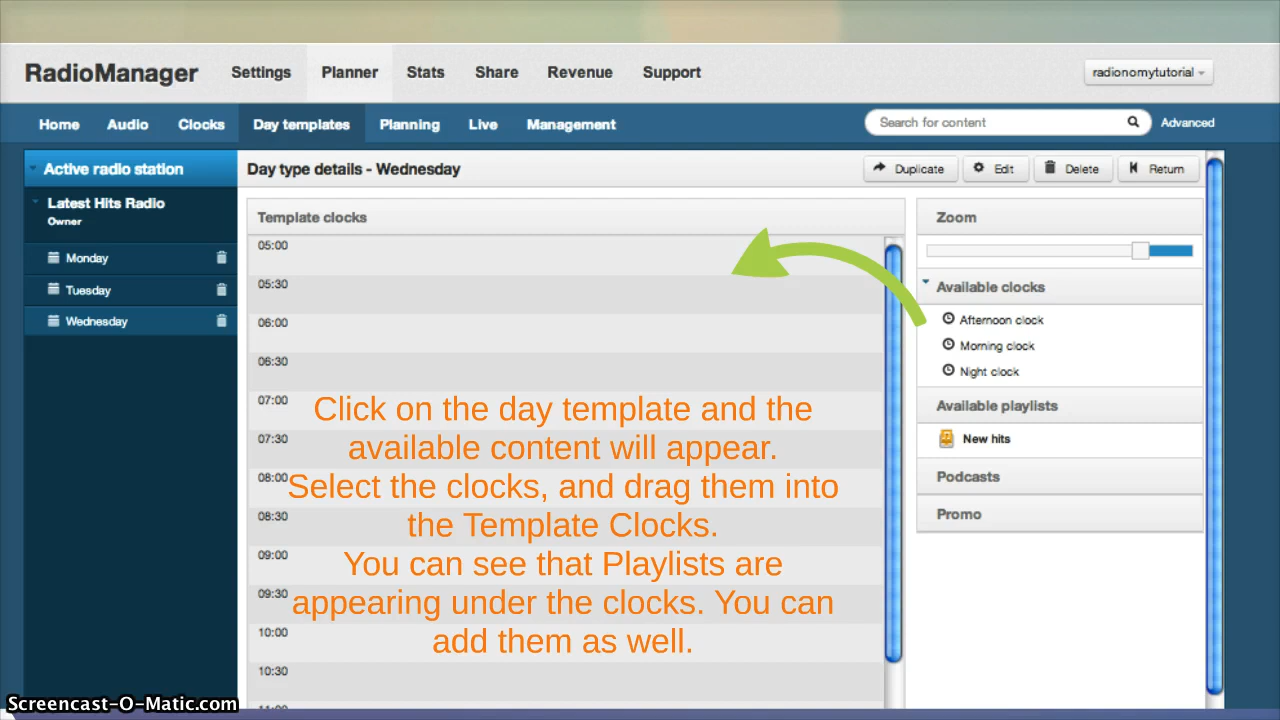 RadioManager Settings Planner Stats Share Revenue Support radionomytutorial
Home Audio Clocks Day templates Planning Live Management Search for content Advanced
Active radio station
Latest Hits Radio
Owner
Monday
Tuesday
Wednesday
Day type details - Wednesday Duplicate Edit Delete Return
Template clocks
05:00
05:30
06:00
06:30
07:00
07:30
08:00
08:30
09:00
09:30
10:00
10:30
11:00
Click on the day template and the
available content will appear.
Select the clocks, and drag them into
the Template Clocks.
You can see that Playlists are
appearing under the clocks. You can
add them as well.
Zoom
Available clocks
Afternoon clock
Morning clock
Night clock
Available playlists
New hits
Podcasts
Promo
Screencast-O-Matic.com